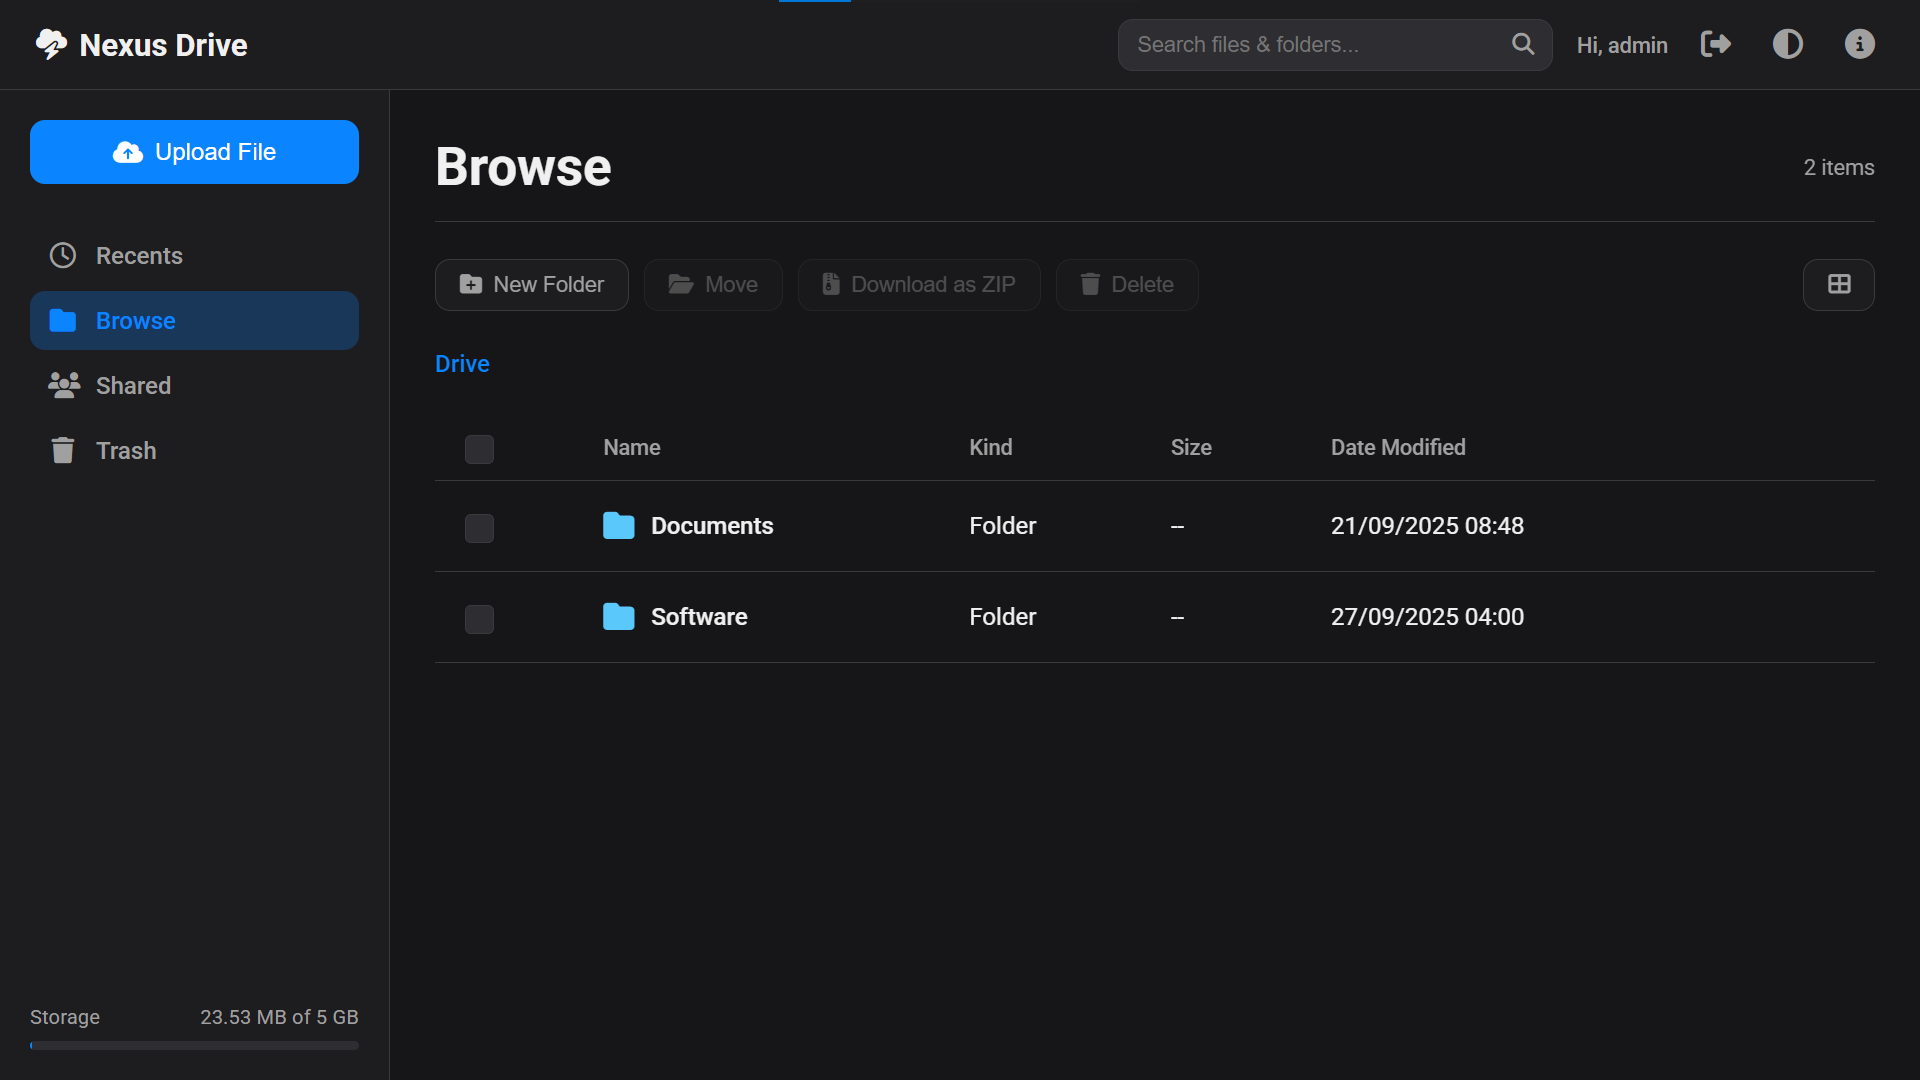 Nexus Drive
Search files & folders...
Hi, admin
Upload File
Recents
Browse
Shared
Trash
Storage 23.53 MB of 5 GB
Browse
2 items
New Folder Move Download as ZIP Delete
Drive
Name Kind Size Date Modified
Documents Folder -- 21/09/2025 08:48
Software Folder -- 27/09/2025 04:00